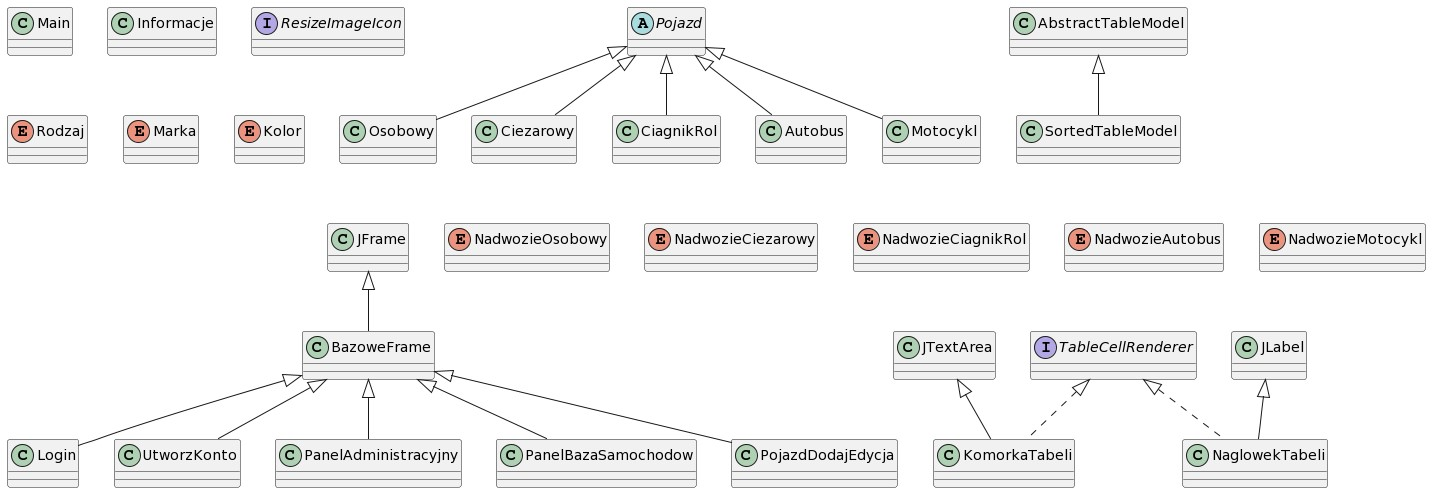 C Main
C Informacje
I ResizeImageIcon
A Pojazd
C AbstractTableModel
E Rodzaj
E Marka
E Kolor
C Osobowy
C Ciezarowy
C CiagnikRol
C Autobus
C Motocykl
C SortedTableModel
C JFrame
E NadwozieOsobowy
E NadwozieCiezarowy
E NadwozieCiagnikRol
E NadwozieAutobus
E NadwozieMotocykl
C BazoweFrame
C JTextArea
I TableCellRenderer
C JLabel
C Login
C UtworzKonto
C PanelAdministracyjny
C PanelBazaSamochodow
C PojazdDodajEdycja
C KomorkaTabeli
C NaglowekTabeli